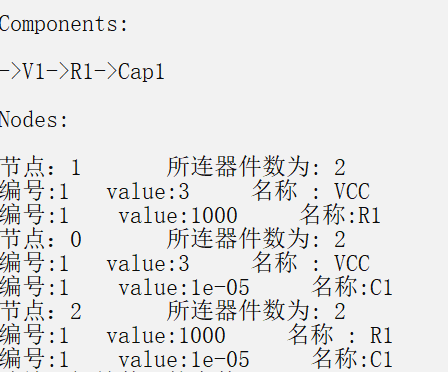 Components:
->V1->R1->Cap1
Nodes:
节点: 1 所连器件数为: 2
编号:1 value:3 名称 : VCC
编号:1 value:1000 名称:R1
节点: 0 所连器件数为: 2
编号:1 value:3 名称 : VCC
编号:1 value:1e-05 名称:C1
节点: 2 所连器件数为: 2
编号:1 value:1000 名称 : R1
编号:1 value:1e-05 名称:C1